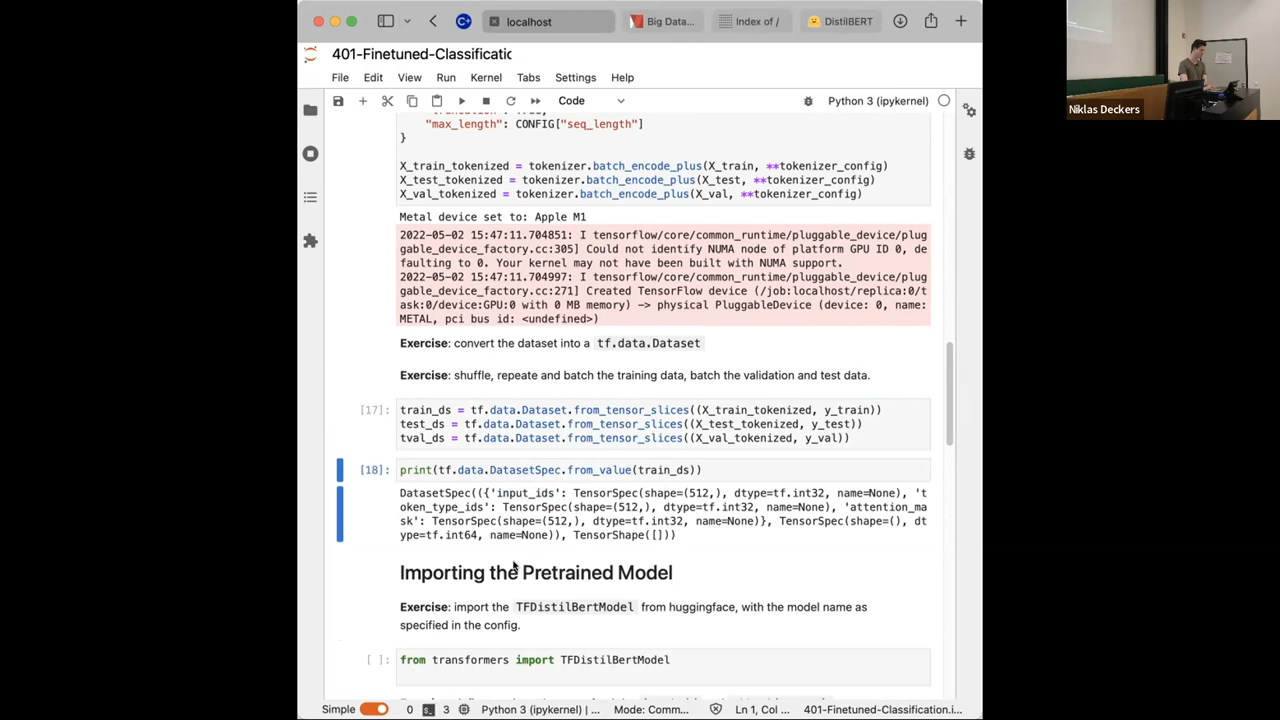 localhost
Big Data...
Index of /
DistilBERT
401-Finetuned-Classificatic
File Edit View Run Kernel Tabs Settings Help
Code
Python 3 (ipykernel)
"max_length": CONFIG["seq_length"]
}
X_train_tokenized = tokenizer.batch_encode_plus(X_train, **tokenizer_config)
X_test_tokenized = tokenizer.batch_encode_plus(X_test, **tokenizer_config)
X_val_tokenized = tokenizer.batch_encode_plus(X_val, **tokenizer_config)
Metal device set to: Apple M1
2022-05-02 15:47:11.704851: I tensorflow/core/common_runtime/pluggable_device/plug
gable_device_factory.cc:305] Could not identify NUMA node of platform GPU ID 0, de
faulting to 0. Your kernel may not have been built with NUMA support.
2022-05-02 15:47:11.704997: I tensorflow/core/common_runtime/pluggable_device/plug
gable_device_factory.cc:271] Created TensorFlow device (/job:localhost/replica:0/t
ask:0/device:GPU:0 with 0 MB memory) -> physical PluggableDevice (device: 0, name:
METAL, pci bus id: <undefined>)
Exercise: convert the dataset into a tf.data.Dataset
Exercise: shuffle, repeat and batch the training data, batch the validation and test data.
[17]: train_ds = tf.data.Dataset.from_tensor_slices((X_train_tokenized, y_train))
test_ds = tf.data.Dataset.from_tensor_slices((X_test_tokenized, y_test))
tval_ds = tf.data.Dataset.from_tensor_slices((X_val_tokenized, y_val))
[18]: print(tf.data.DatasetSpec.from_value(train_ds))
DatasetSpec(({'input_ids': TensorSpec(shape=(512,), dtype=tf.int32, name=None), 't
oken_type_ids': TensorSpec(shape=(512,), dtype=tf.int32, name=None), 'attention_ma
sk': TensorSpec(shape=(512,), dtype=tf.int32, name=None)}, TensorSpec(shape=(), dt
ype=tf.int64, name=None)), TensorShape([]))
Importing the Pretrained Model
Exercise: import the TFDistilBertModel from huggingface, with the model name as
specified in the config.
[ ]: from transformers import TFDistilBertModel
Simple 0 3 Python 3 (ipykernel) | ... Mode: Comm... Ln 1, Col ... 401-Finetuned-Classification.i...
Niklas Deckers